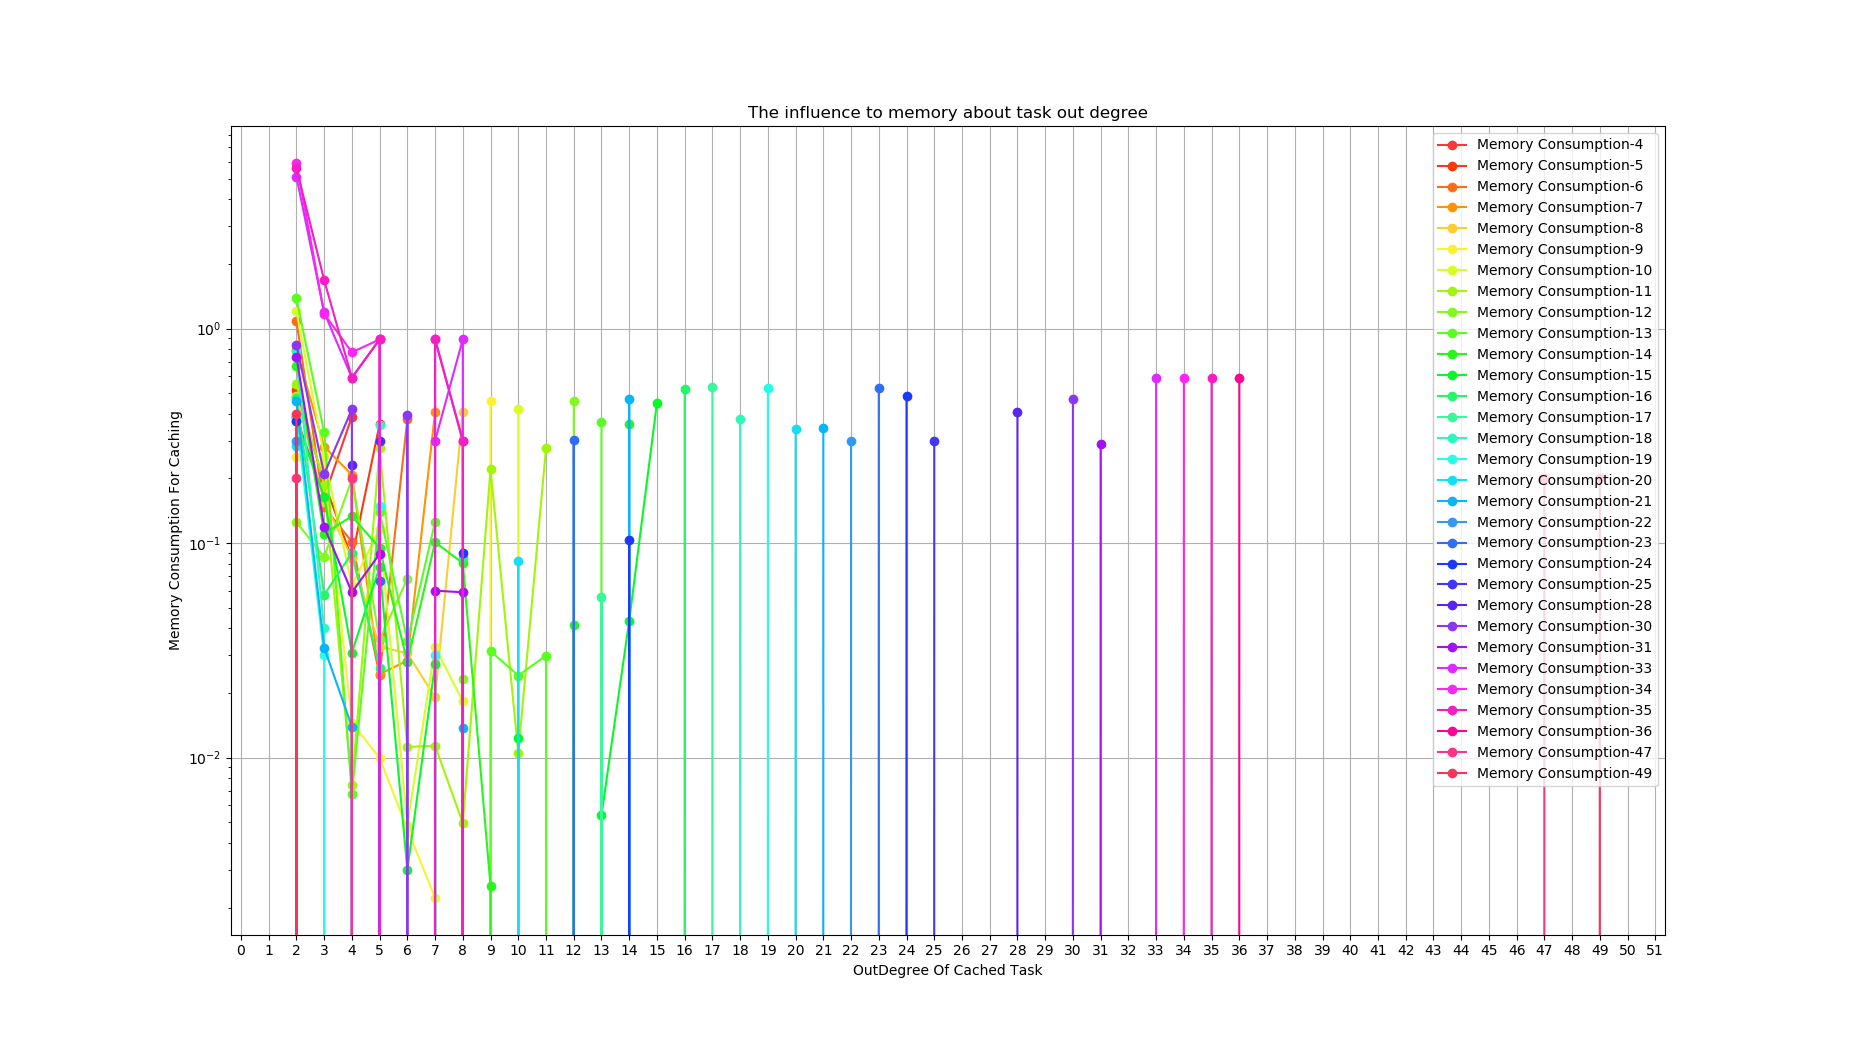 The influence to memory about task out degree
Memory Consumption For Caching
10^0
10^-1
10^-2
0 1 2 3 4 5 6 7 8 9 10 11 12 13 14 15 16 17 18 19 20 21 22 23 24 25 26 27 28 29 30 31 32 33 34 35 36 37 38 39 40 41 42 43 44 45 46 47 48 49 50 51
OutDegree Of Cached Task
Memory Consumption-4
Memory Consumption-5
Memory Consumption-6
Memory Consumption-7
Memory Consumption-8
Memory Consumption-9
Memory Consumption-10
Memory Consumption-11
Memory Consumption-12
Memory Consumption-13
Memory Consumption-14
Memory Consumption-15
Memory Consumption-16
Memory Consumption-17
Memory Consumption-18
Memory Consumption-19
Memory Consumption-20
Memory Consumption-21
Memory Consumption-22
Memory Consumption-23
Memory Consumption-24
Memory Consumption-25
Memory Consumption-28
Memory Consumption-30
Memory Consumption-31
Memory Consumption-33
Memory Consumption-34
Memory Consumption-35
Memory Consumption-36
Memory Consumption-47
Memory Consumption-49